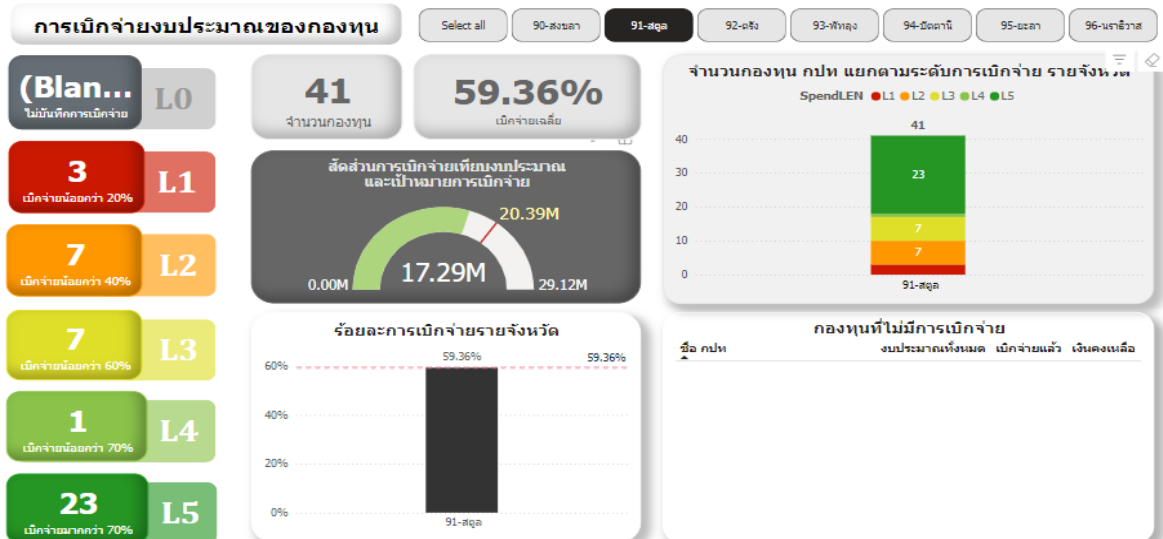 การเบิกจ่ายงบประมาณของกองทุน
Select all
90-สงขลา
91-สตูล
92-ตรัง
93-พัทลุง
94-ปัตตานี
95-ยะลา
96-นราธิวาส
(Blan...
ไม่บันทึกการเบิกจ่าย
L0
3
เบิกจ่ายน้อยกว่า 20%
L1
7
เบิกจ่ายน้อยกว่า 40%
L2
7
เบิกจ่ายน้อยกว่า 60%
L3
1
เบิกจ่ายน้อยกว่า 70%
L4
23
เบิกจ่ายมากกว่า 70%
L5
41
จำนวนกองทุน
59.36%
เบิกจ่ายเฉลี่ย
สัดส่วนการเบิกจ่ายเทียบงบประมาณ
และเป้าหมายการเบิกจ่าย
20.39M
17.29M
0.00M
29.12M
จำนวนกองทุน กปท แยกตามระดับการเบิกจ่าย รายจังหวัด
SpendLEN L1 L2 L3 L4 L5
41
40
30
20
10
0
23
7
7
91-สตูล
ร้อยละการเบิกจ่ายรายจังหวัด
59.36%
59.36%
60%
40%
20%
0%
91-สตูล
กองทุนที่ไม่มีการเบิกจ่าย
ชื่อ กปท งบประมาณทั้งหมด เบิกจ่ายแล้ว เงินคงเหลือ